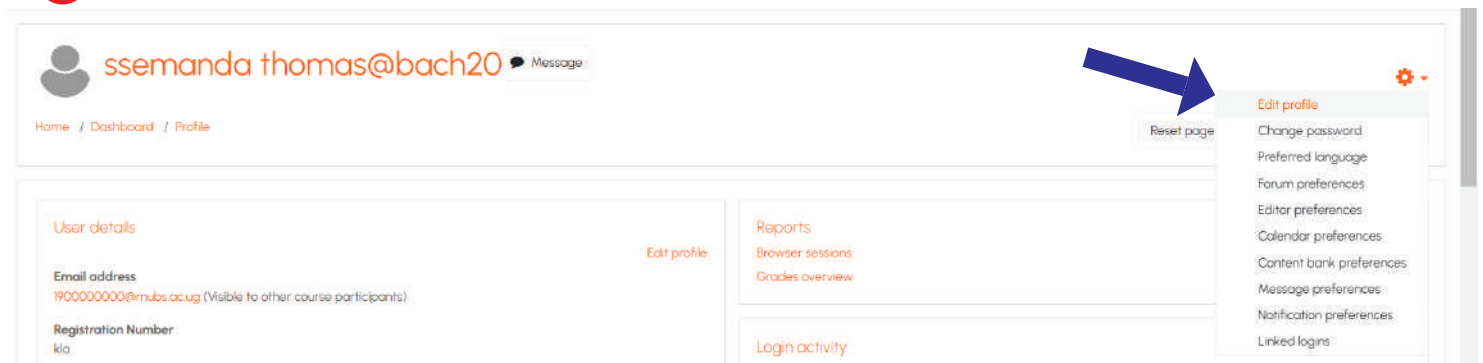 ssemanda thomas@bach20 Message
Home / Dashboard / Profile
Reset page
Edit profile
Change password
Preferred language
Forum preferences
Editor preferences
Calendar preferences
Content bank preferences
Message preferences
Notification preferences
Linked logins
User details
Edit profile
Email address
1900000000@mubs.ac.ug (Visible to other course participants)
Registration Number
kla
Reports
Browser sessions
Grades overview
Login activity